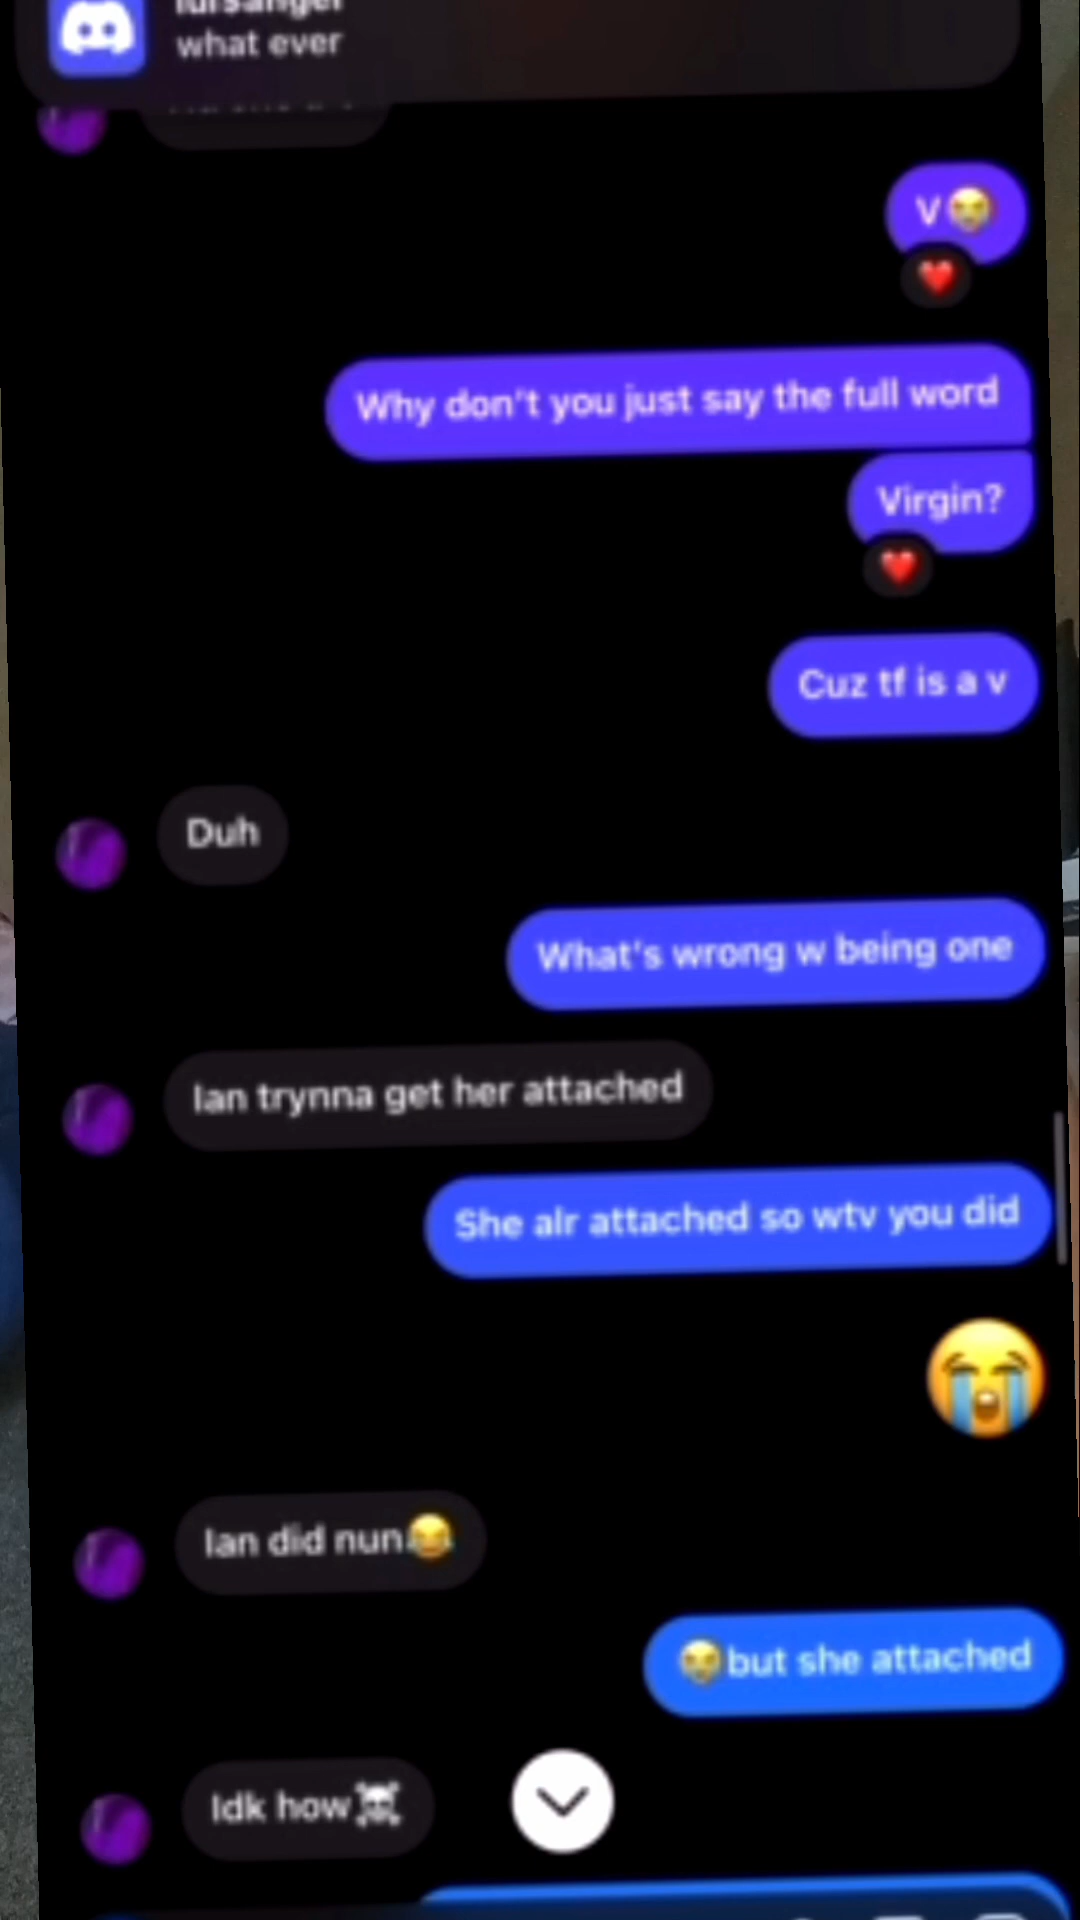 what ever
V😭
Why don't you just say the full word
Virgin?
Cuz tf is a v
Duh
What's wrong w being one
Ian trynna get her attached
She alr attached so wtv you did
😭
Ian did nun😂
😭but she attached
Idk how☠️